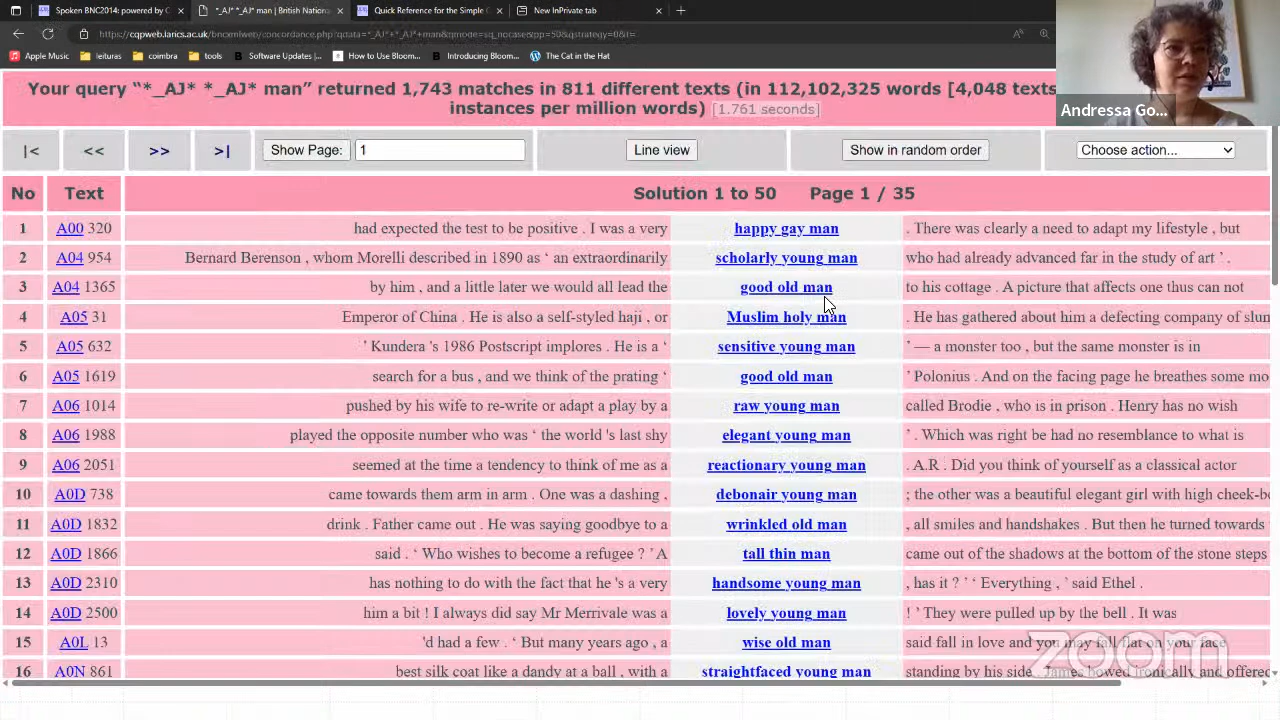 Spoken BNC2014: powered by C
*_AJ* *_AJ* man | British Nationa
Quick Reference for the Simple Q
New InPrivate tab
https://cqpweb.lancs.ac.uk/bncxmlweb/concordance.php?qdata=*_AJ*+*_AJ*+man&qmode=sq_nocase&pp=50&qstrategy=0&t=
Apple Music
leituras
coimbra
tools
Software Updates |...
How to Use Bloom...
Introducing Bloom...
The Cat in the Hat
Andressa Go...
Your query “*_AJ* *_AJ* man” returned 1,743 matches in 811 different texts (in 112,102,325 words [4,048 texts
instances per million words) [1.761 seconds]
|< << >> >| Show Page: 1 Line view Show in random order Choose action...
No Text Solution 1 to 50 Page 1 / 35
1 A00 320 had expected the test to be positive . I was a very happy gay man . There was clearly a need to adapt my lifestyle , but
2 A04 954 Bernard Berenson , whom Morelli described in 1890 as ‘ an extraordinarily scholarly young man who had already advanced far in the study of art ’ ,
3 A04 1365 by him , and a little later we would all lead the good old man to his cottage . A picture that affects one thus can not
4 A05 31 Emperor of China . He is also a self-styled haji , or Muslim holy man . He has gathered about him a defecting company of slum
5 A05 632 ’ Kundera 's 1986 Postscript implores . He is a ‘ sensitive young man ’ — a monster too , but the same monster is in
6 A05 1619 search for a bus , and we think of the prating ‘ good old man ’ Polonius . And on the facing page he breathes some mo
7 A06 1014 pushed by his wife to re-write or adapt a play by a raw young man called Brodie , who is in prison . Henry has no wish
8 A06 1988 played the opposite number who was ‘ the world 's last shy elegant young man ’ . Which was right be had no resemblance to what is
9 A06 2051 seemed at the time a tendency to think of me as a reactionary young man . A.R . Did you think of yourself as a classical actor
10 A0D 738 came towards them arm in arm . One was a dashing , debonair young man ; the other was a beautiful elegant girl with high cheek-bo
11 A0D 1832 drink . Father came out . He was saying goodbye to a wrinkled old man , all smiles and handshakes . But then he turned towards
12 A0D 1866 said . ‘ Who wishes to become a refugee ? ’ A tall thin man came out of the shadows at the bottom of the stone steps
13 A0D 2310 has nothing to do with the fact that he 's a very handsome young man , has it ? ’ ‘ Everything , ’ said Ethel .
14 A0D 2500 him a bit ! I always did say Mr Merrivale was a lovely young man ! ’ They were pulled up by the bell . It was
15 A0L 13 'd had a few . ‘ But many years ago , a wise old man said fall in love and you may fall flat on your face
16 A0N 861 best silk coat like a dandy at a ball , with a straightfaced young man standing by his side . James bowed ironically and offered
zoom